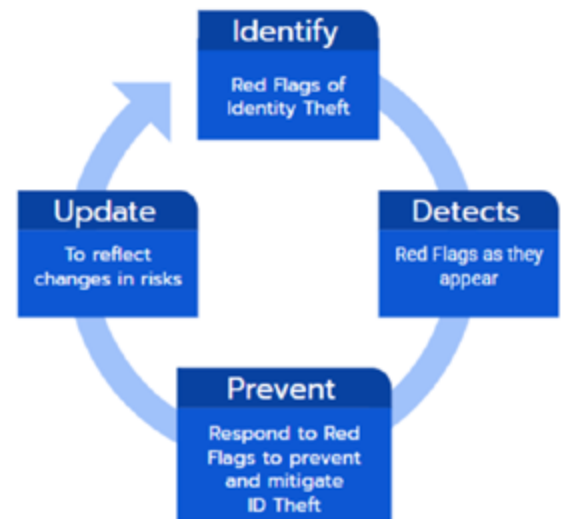 Identify
Red Flags of
Identity Theft
Detects
Red Flags as they
appear
Prevent
Respond to Red
Flags to prevent
and mitigate
ID Theft
Update
To reflect
changes in risks